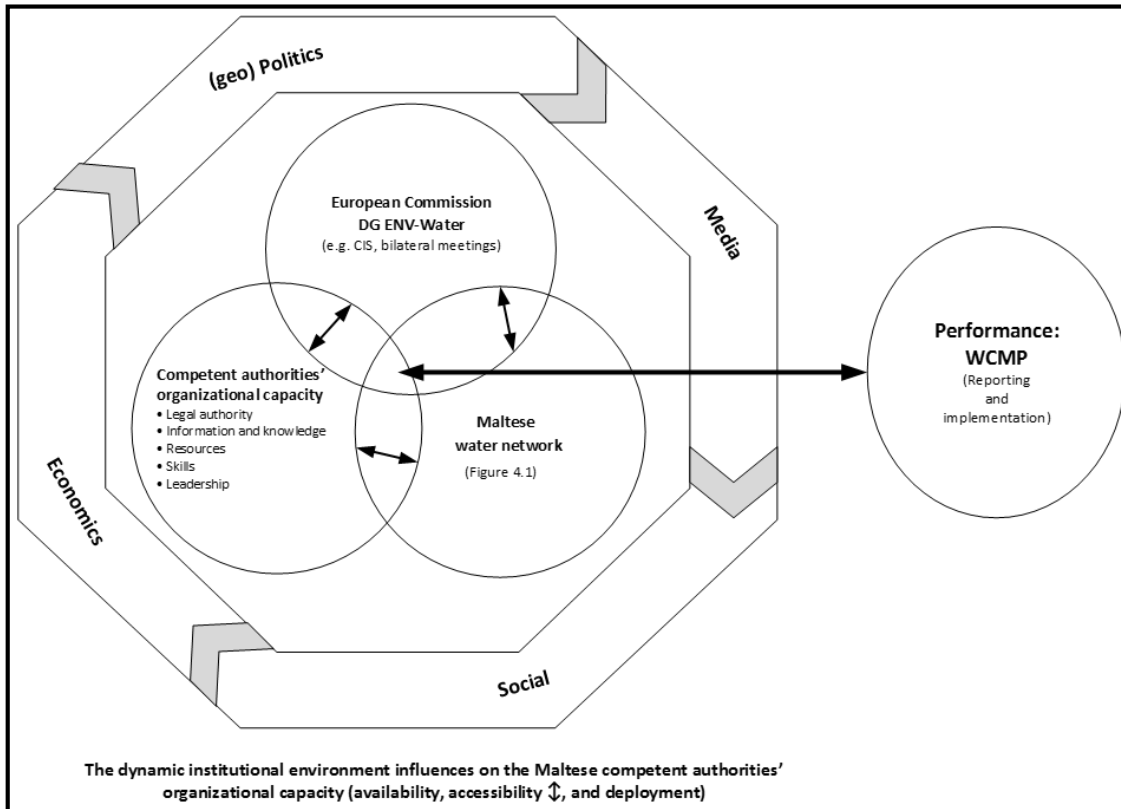 (geo) Politics
European Commission
DG ENV-Water
(e.g. CIS, bilateral meetings)
Media
Performance:
WCMP
(Reporting
and
implementation)
Competent authorities'
organizational capacity
• Legal authority
• Information and knowledge
• Resources
• Skills
• Leadership
Maltese
water network
(Figure 4.1)
Economics
Social
The dynamic institutional environment influences on the Maltese competent authorities'
organizational capacity (availability, accessibility ↕, and deployment)